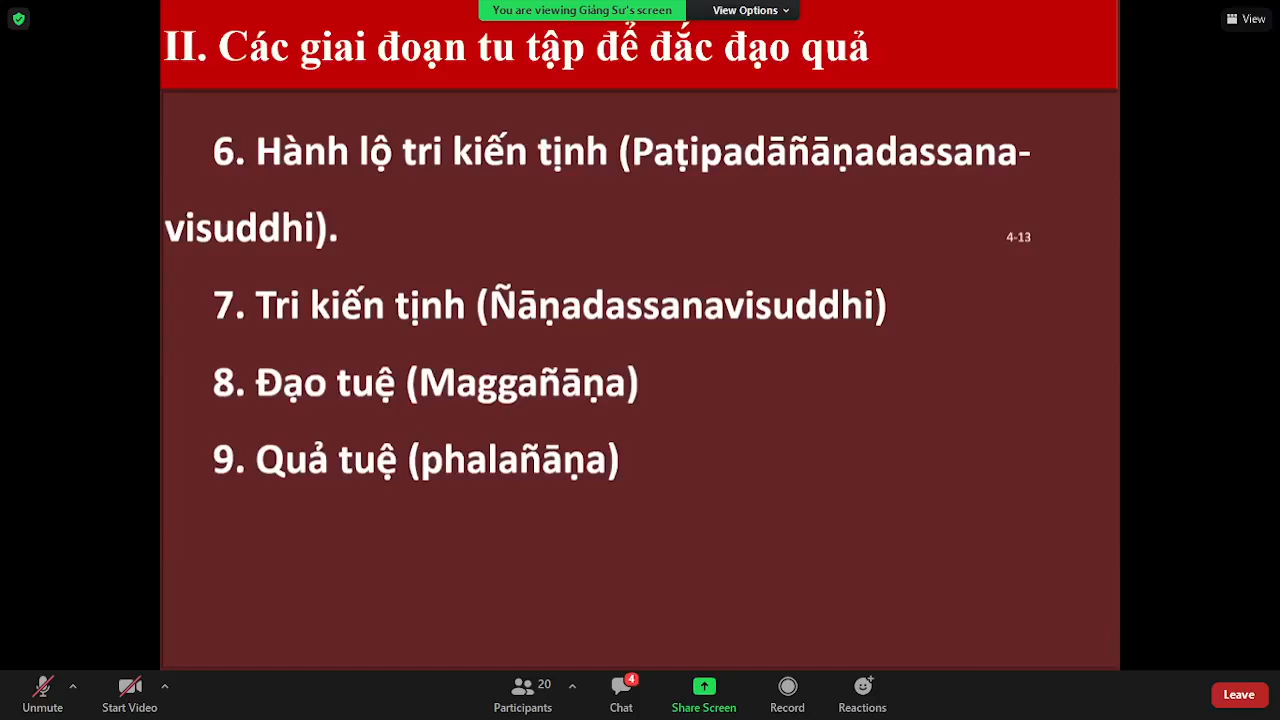 You are viewing Giảng Sư's screen
View Options
View
II. Các giai đoạn tu tập để đắc đạo quả
6. Hành lộ tri kiến tịnh (Paṭipadāñāṇadassana-
visuddhi).
4-13
7. Tri kiến tịnh (Ñāṇadassanavisuddhi)
8. Đạo tuệ (Maggañāṇa)
9. Quả tuệ (phalañāṇa)
Unmute
Start Video
20
Participants
4
Chat
Share Screen
Record
Reactions
Leave